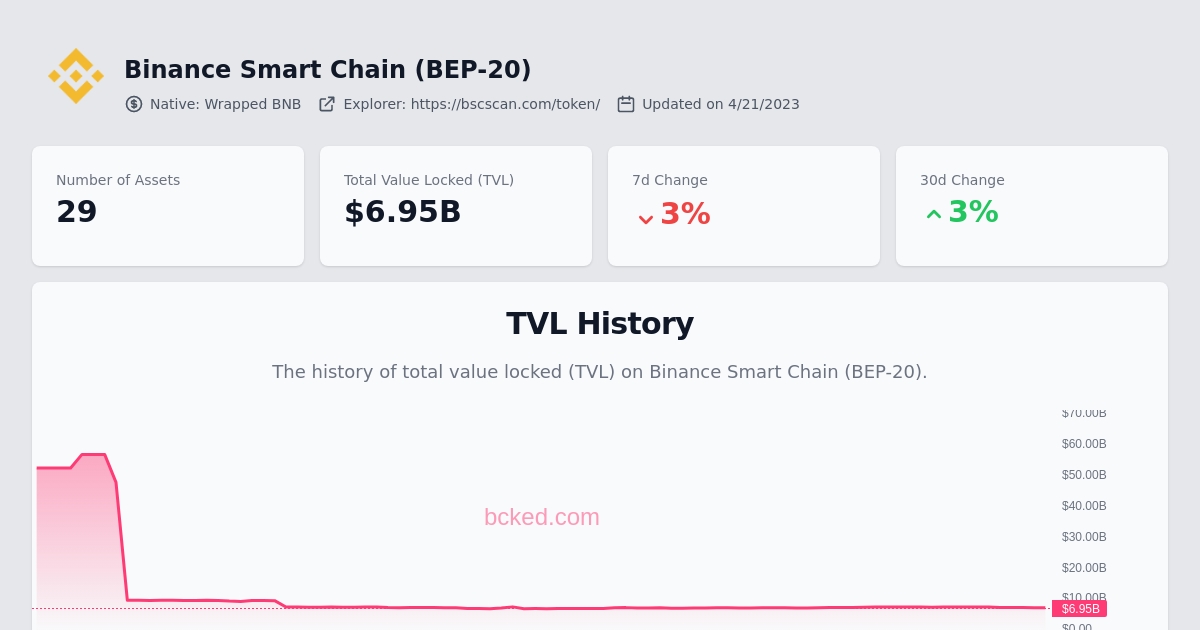 Binance Smart Chain (BEP-20)
Native: Wrapped BNB Explorer: https://bscscan.com/token/ Updated on 4/21/2023
Number of Assets
29
Total Value Locked (TVL)
$6.95B
7d Change
3%
30d Change
3%
TVL History
The history of total value locked (TVL) on Binance Smart Chain (BEP-20).
$70.00B
$60.00B
$50.00B
$40.00B
$30.00B
$20.00B
$10.00B
$6.95B
$0.00
bcked.com